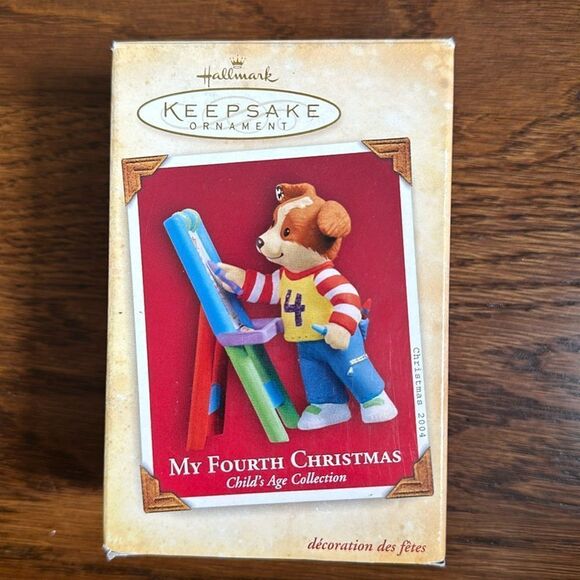 Hallmark
KEEPSAKE
ORNAMENT
4
Christmas 2004
MY FOURTH CHRISTMAS
Child's Age Collection
décoration des fêtes